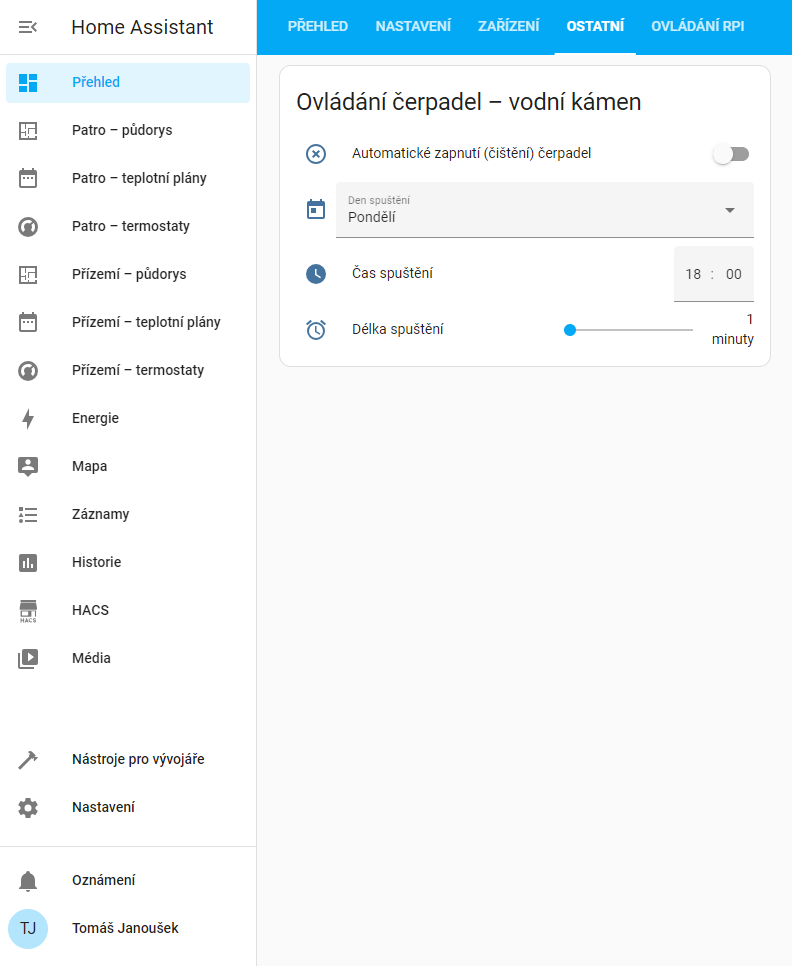 Home Assistant
Přehled
Patro – půdorys
Patro – teplotní plány
Patro – termostaty
Přízemí – půdorys
Přízemí – teplotní plány
Přízemí – termostaty
Energie
Mapa
Záznamy
Historie
HACS
HACS
Média
Nástroje pro vývojáře
Nastavení
Oznámení
TJ Tomáš Janoušek
PŘEHLED NASTAVENÍ ZAŘÍZENÍ OSTATNÍ OVLÁDÁNÍ RPI
Ovládání čerpadel – vodní kámen
Automatické zapnutí (čištění) čerpadel
Den spuštění
Pondělí
Čas spuštění 18 : 00
Délka spuštění 1
minuty